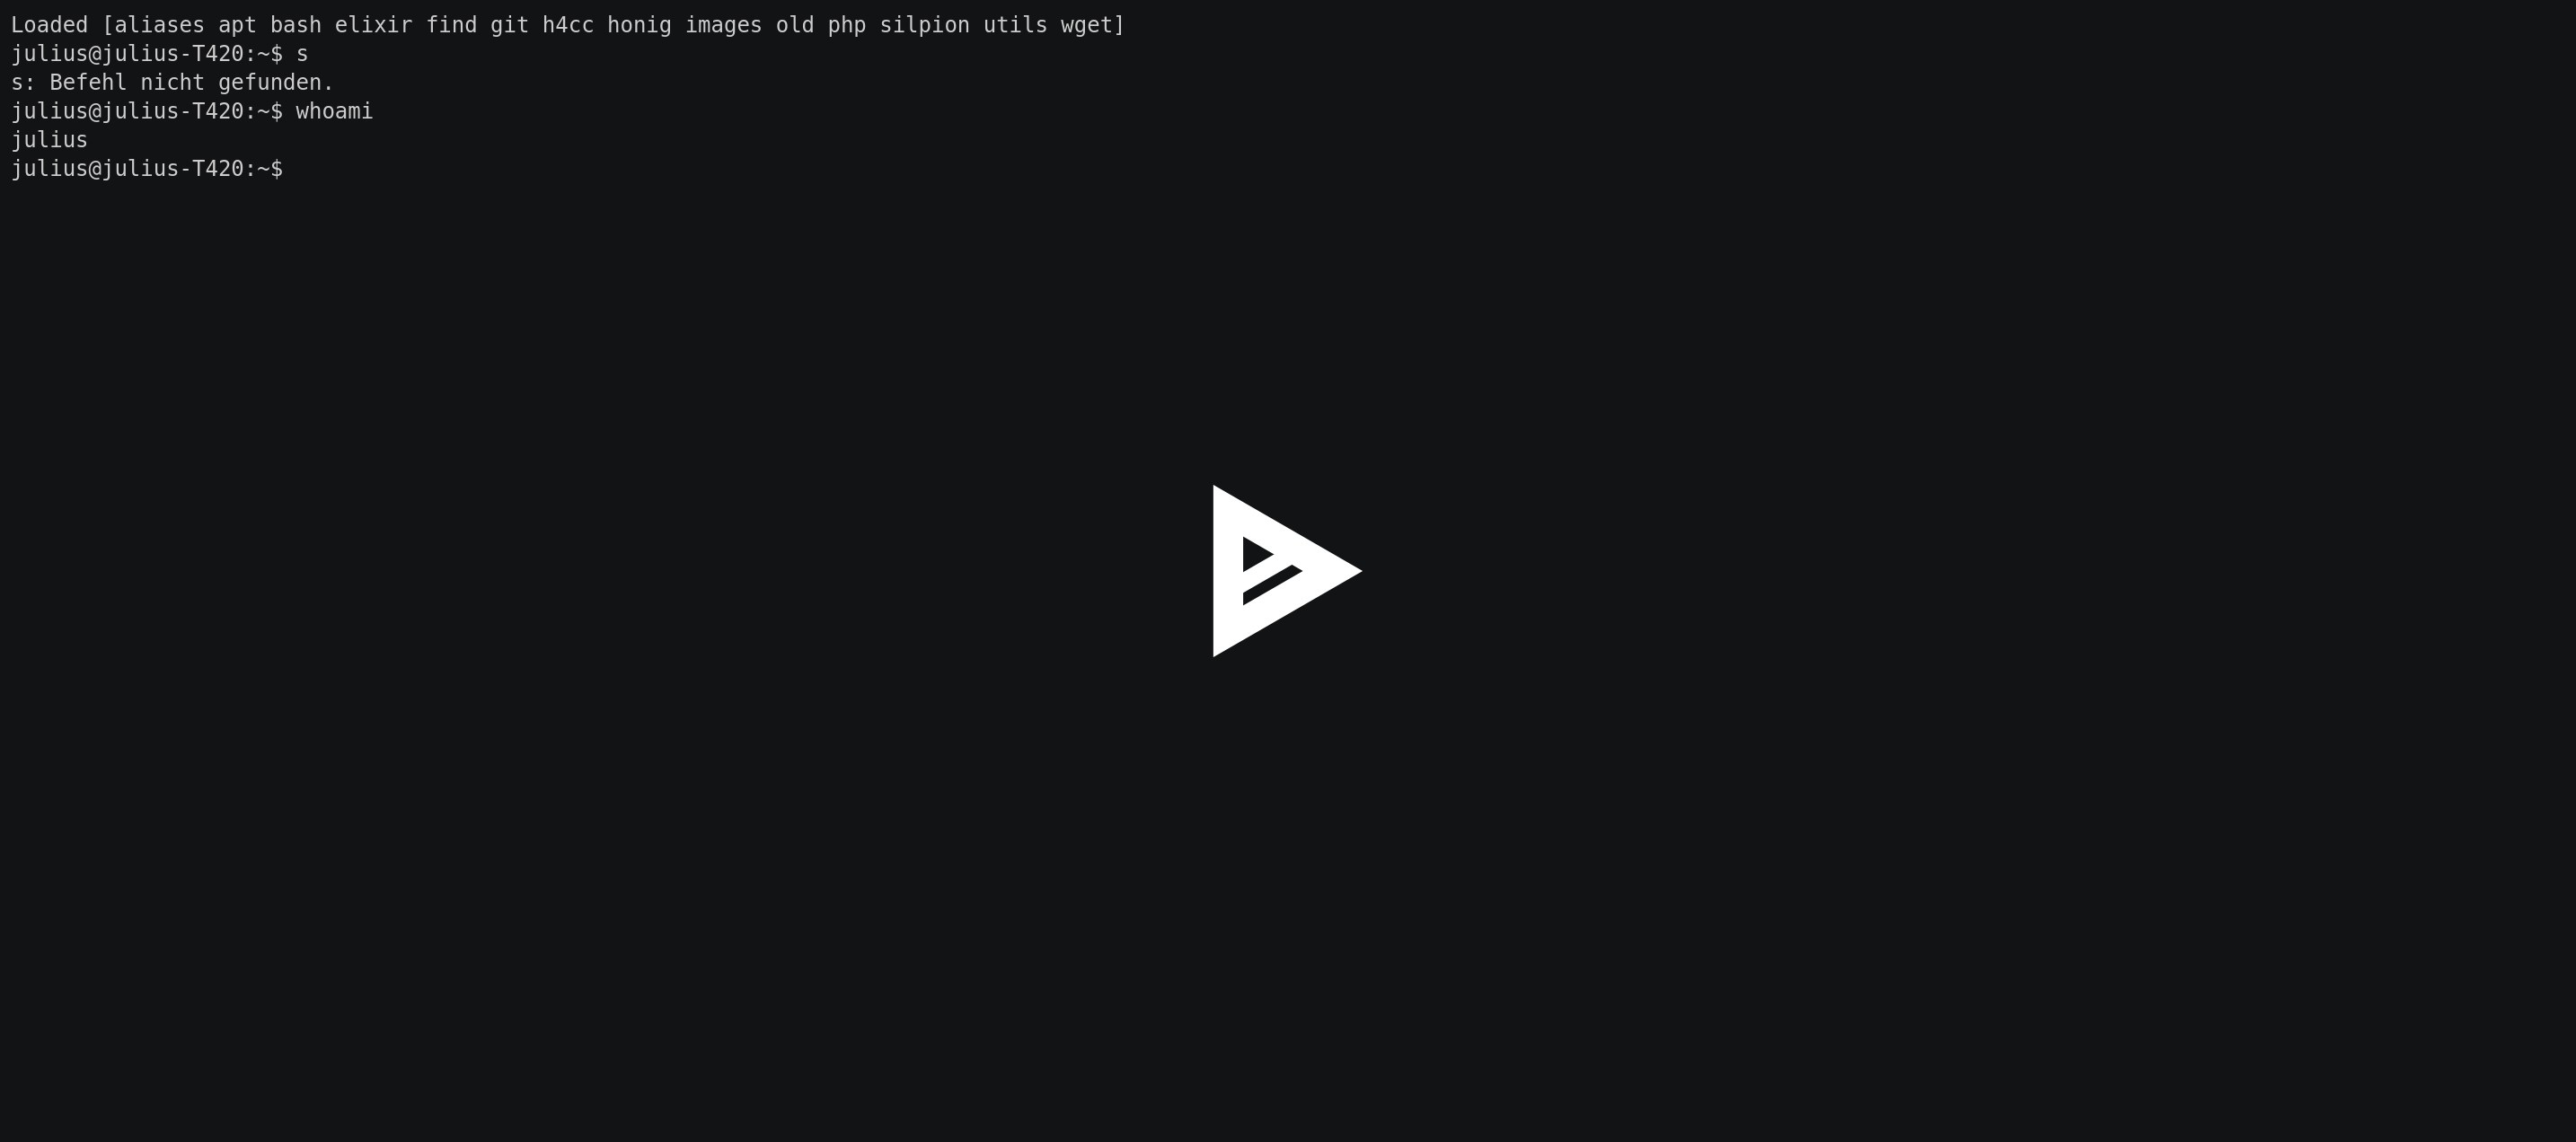 Loaded [aliases apt bash elixir find git h4cc honig images old php silpion utils wget]
julius@julius-T420:~$ s
s: Befehl nicht gefunden.
julius@julius-T420:~$ whoami
julius
julius@julius-T420:~$